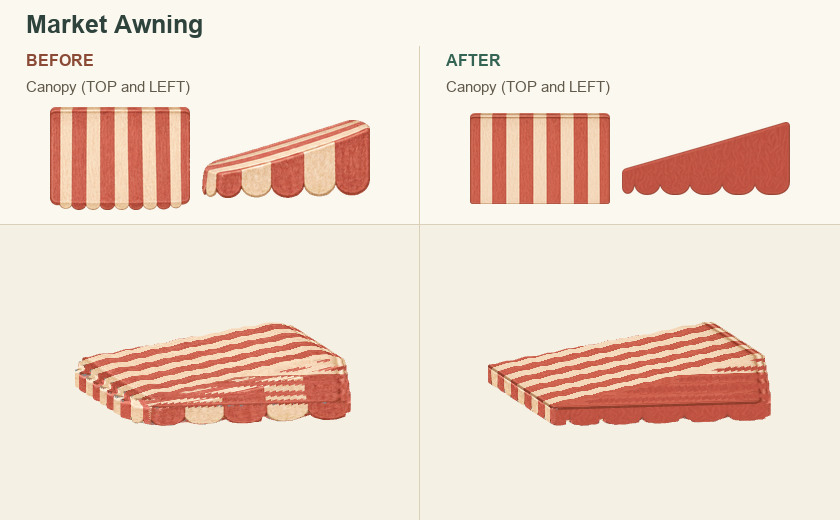 Market Awning
BEFORE
Canopy (TOP and LEFT)
AFTER
Canopy (TOP and LEFT)